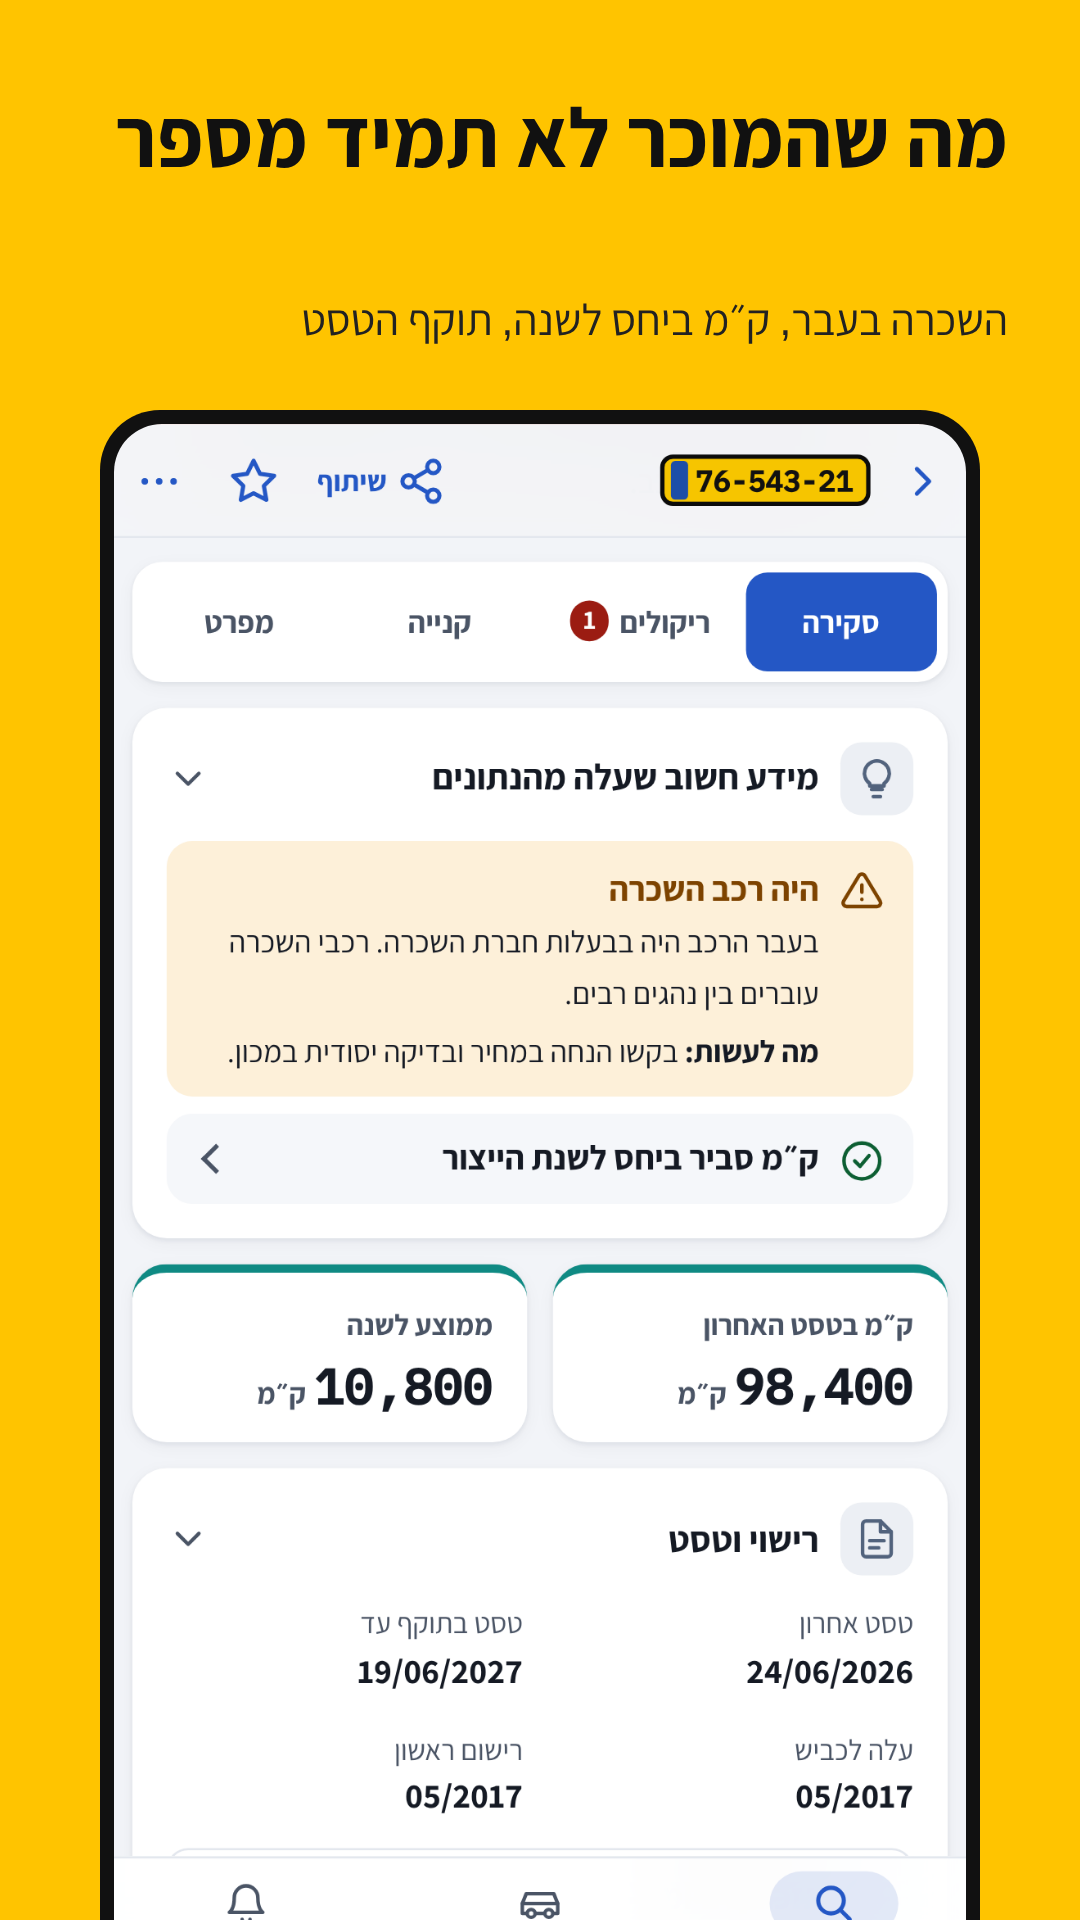 מה שהמוכר לא תמיד מספר
השכרה בעבר, ק״מ ביחס לשנה, תוקף הטסט
76-543-21
שיתוף
סקירה
ריקולים 1
קנייה
מפרט
מידע חשוב שעלה מהנתונים
היה רכב השכרה
בעבר הרכב היה בבעלות חברת השכרה. רכבי השכרה
עוברים בין נהגים רבים.
מה לעשות: בקשו הנחה במחיר ובדיקה יסודית במכון.
ק״מ סביר ביחס לשנת הייצור
ק״מ בטסט האחרון
98,400 ק״מ
ממוצע לשנה
10,800 ק״מ
רישוי וטסט
טסט אחרון
24/06/2026
טסט בתוקף עד
19/06/2027
עלה לכביש
05/2017
רישום ראשון
05/2017